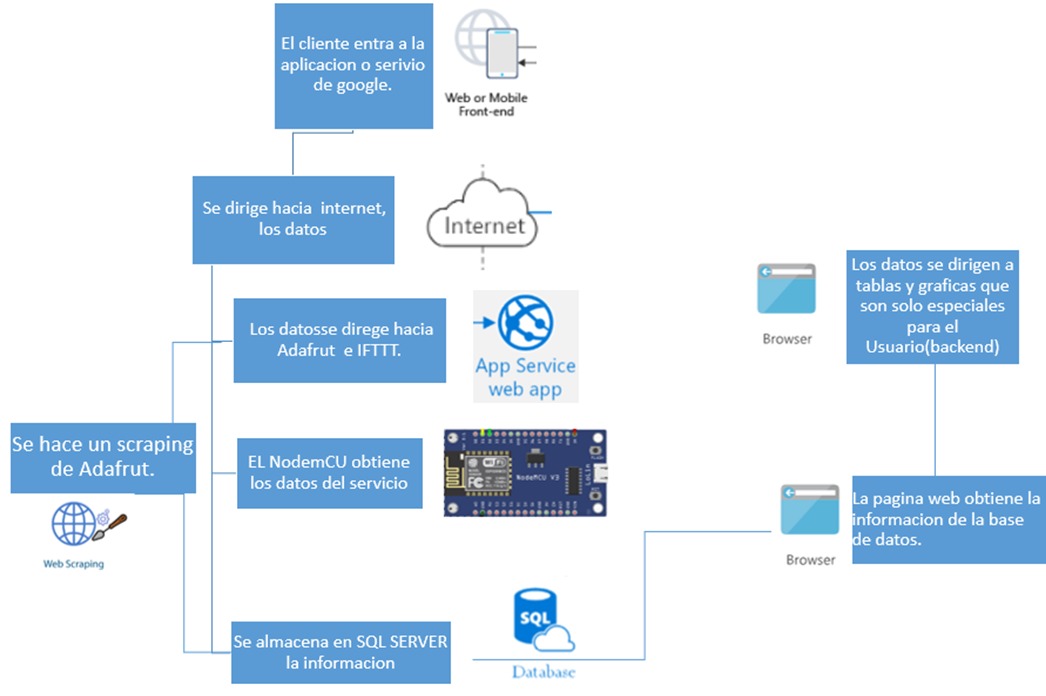 El cliente entra a la
aplicacion o serivio
de google.
Web or Mobile
Front-end
Se dirige hacia internet,
los datos
Internet
Los datosse direge hacia
Adafrut e IFTTT.
App Service
web app
Se hace un scraping
de Adafrut.
Web Scraping
EL NodemCU obtiene
los datos del servicio
NodeMCU V3
Se almacena en SQL SERVER
la informacion
SQL
Database
Browser
Los datos se dirigen a
tablas y graficas que
son solo especiales
para el
Usuario(backend)
Browser
La pagina web obtiene la
informacion de la base
de datos.